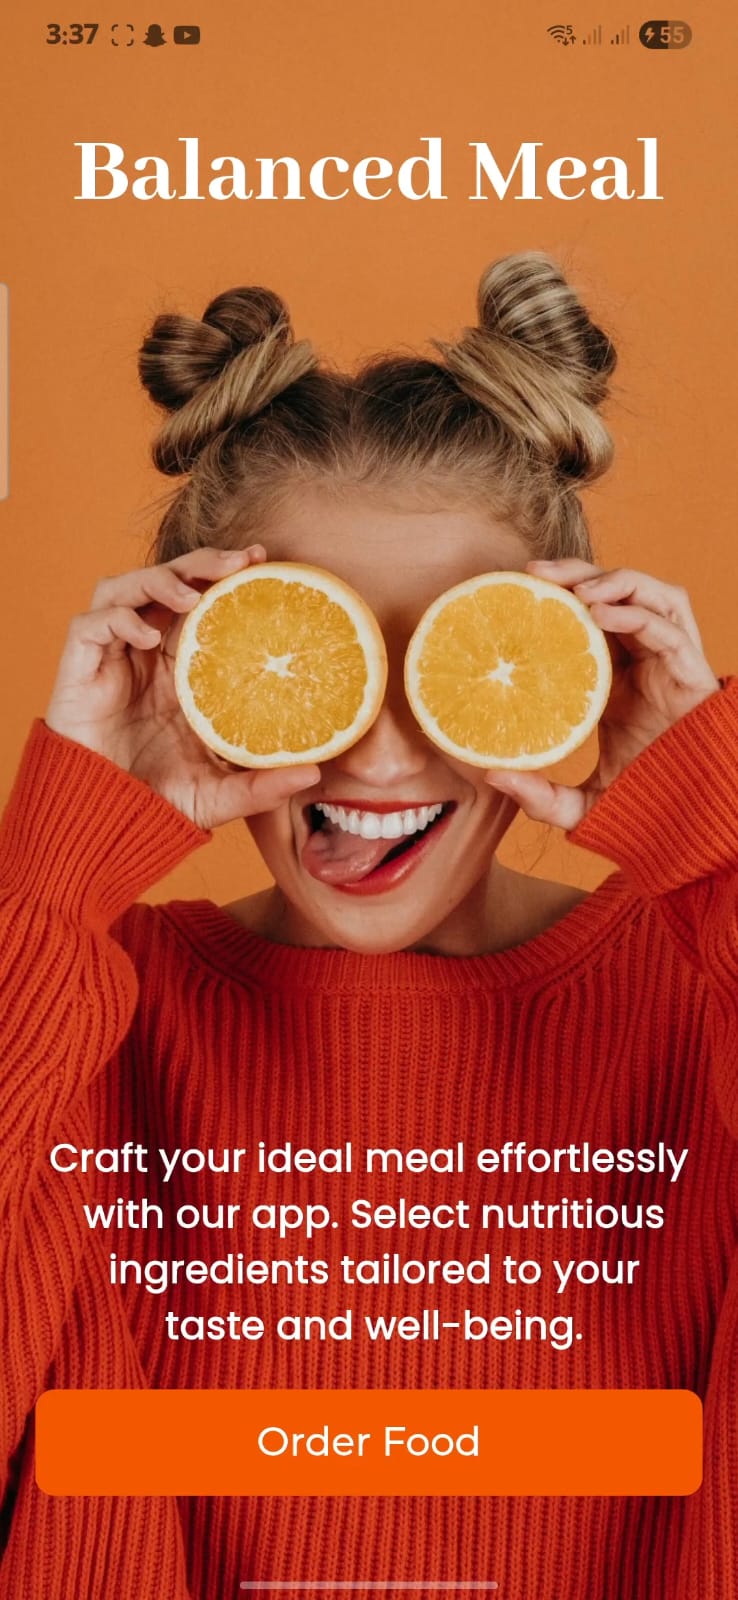 3:37
5
55
Balanced Meal
Craft your ideal meal effortlessly
with our app. Select nutritious
ingredients tailored to your
taste and well-being.
Order Food